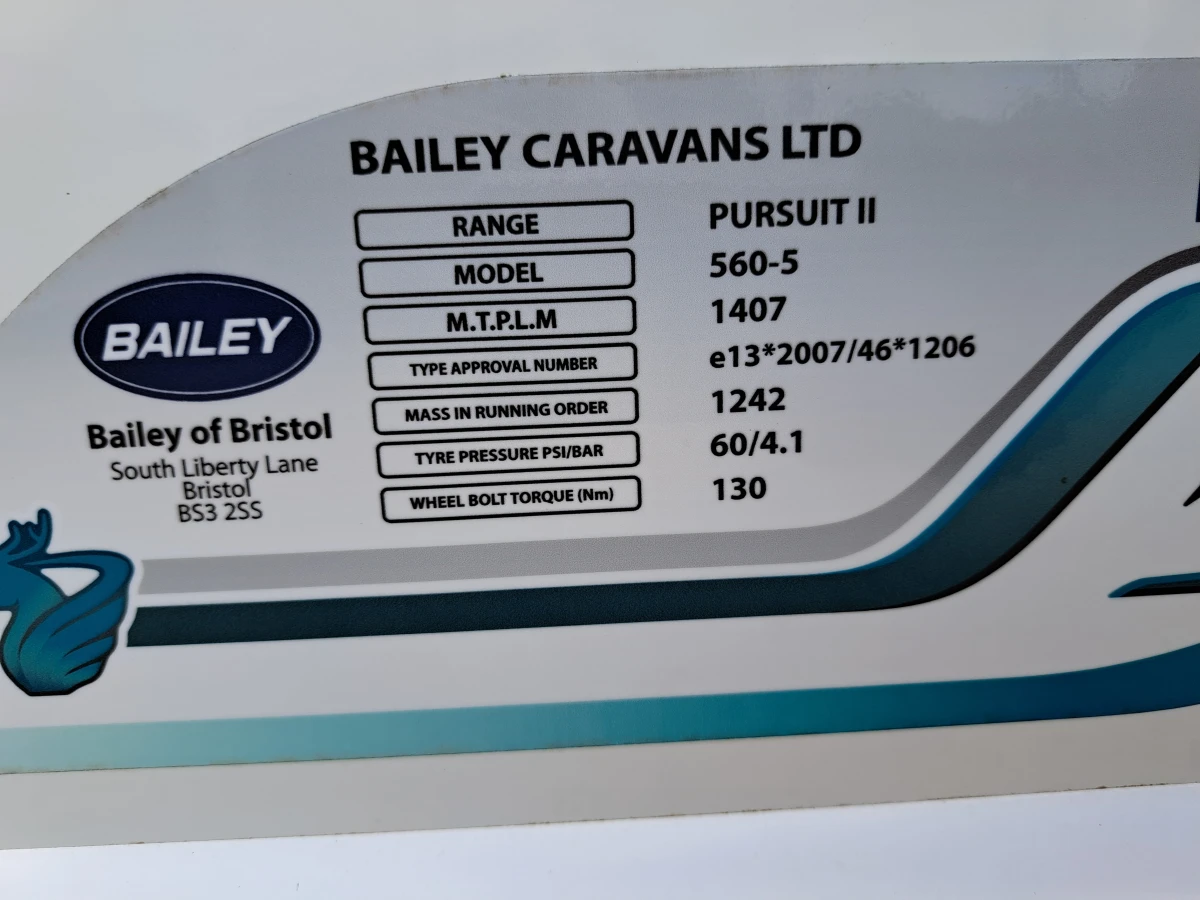 BAILEY CARAVANS LTD
RANGE PURSUIT II
MODEL 560-5
M.T.P.L.M 1407
TYPE APPROVAL NUMBER e13*2007/46*1206
MASS IN RUNNING ORDER 1242
TYRE PRESSURE PSI/BAR 60/4.1
WHEEL BOLT TORQUE (Nm) 130
BAILEY
Bailey of Bristol
South Liberty Lane
Bristol
BS3 2SS